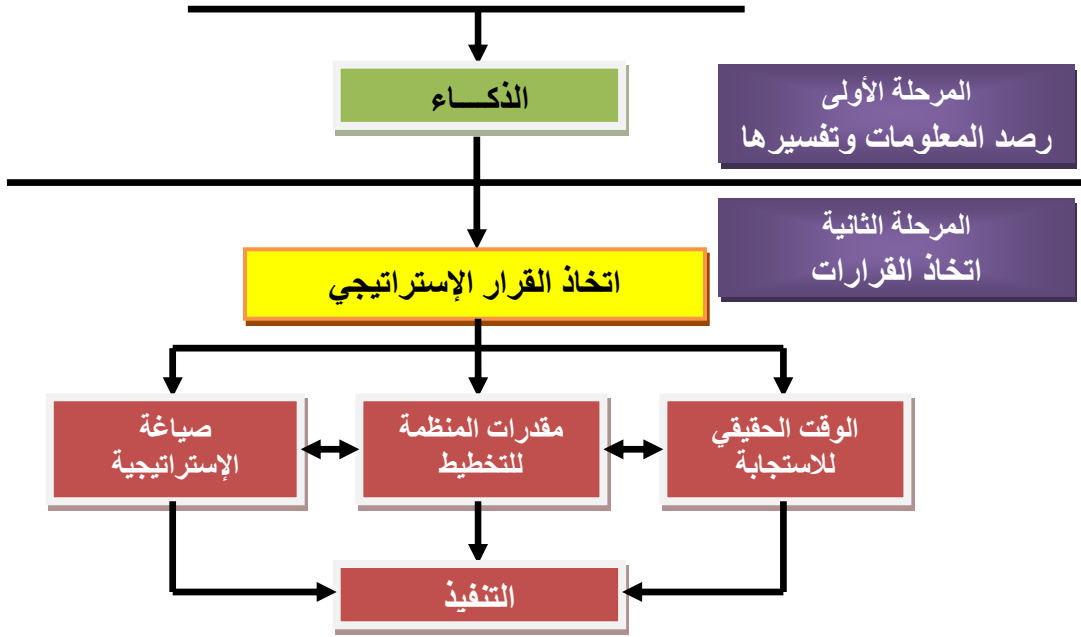 الذكـــاء
المرحلة الأولى
رصد المعلومات وتفسيرها
المرحلة الثانية
اتخاذ القرارات
اتخاذ القرار الإستراتيجي
الوقت الحقيقي
للاستجابة
مقدرات المنظمة
للتخطيط
صياغة
الإستراتيجية
التنفيذ